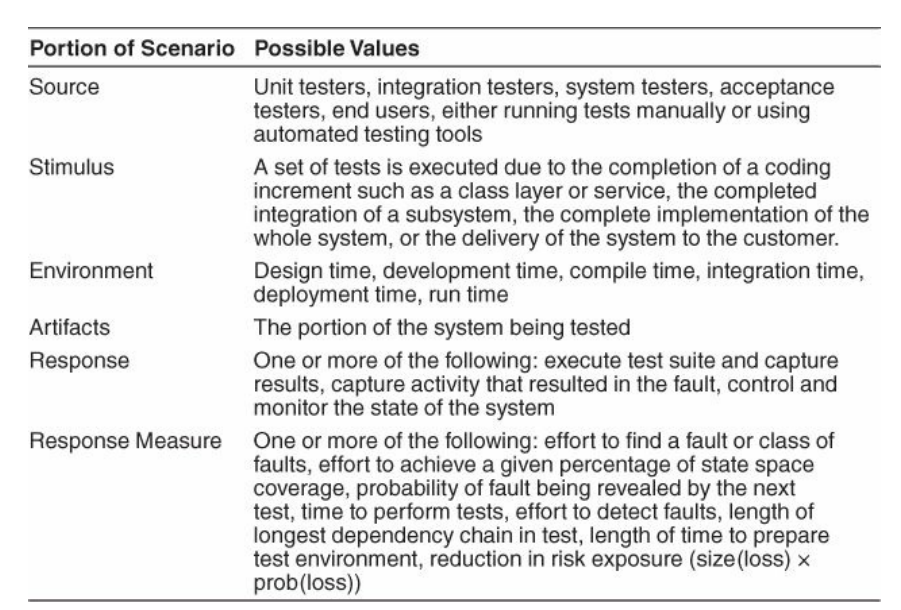 Portion of Scenario Possible Values
Source Unit testers, integration testers, system testers, acceptance
testers, end users, either running tests manually or using
automated testing tools
Stimulus A set of tests is executed due to the completion of a coding
increment such as a class layer or service, the completed
integration of a subsystem, the complete implementation of the
whole system, or the delivery of the system to the customer.
Environment Design time, development time, compile time, integration time,
deployment time, run time
Artifacts The portion of the system being tested
Response One or more of the following: execute test suite and capture
results, capture activity that resulted in the fault, control and
monitor the state of the system
Response Measure One or more of the following: effort to find a fault or class of
faults, effort to achieve a given percentage of state space
coverage, probability of fault being revealed by the next
test, time to perform tests, effort to detect faults, length of
longest dependency chain in test, length of time to prepare
test environment, reduction in risk exposure (size(loss) ×
prob(loss))